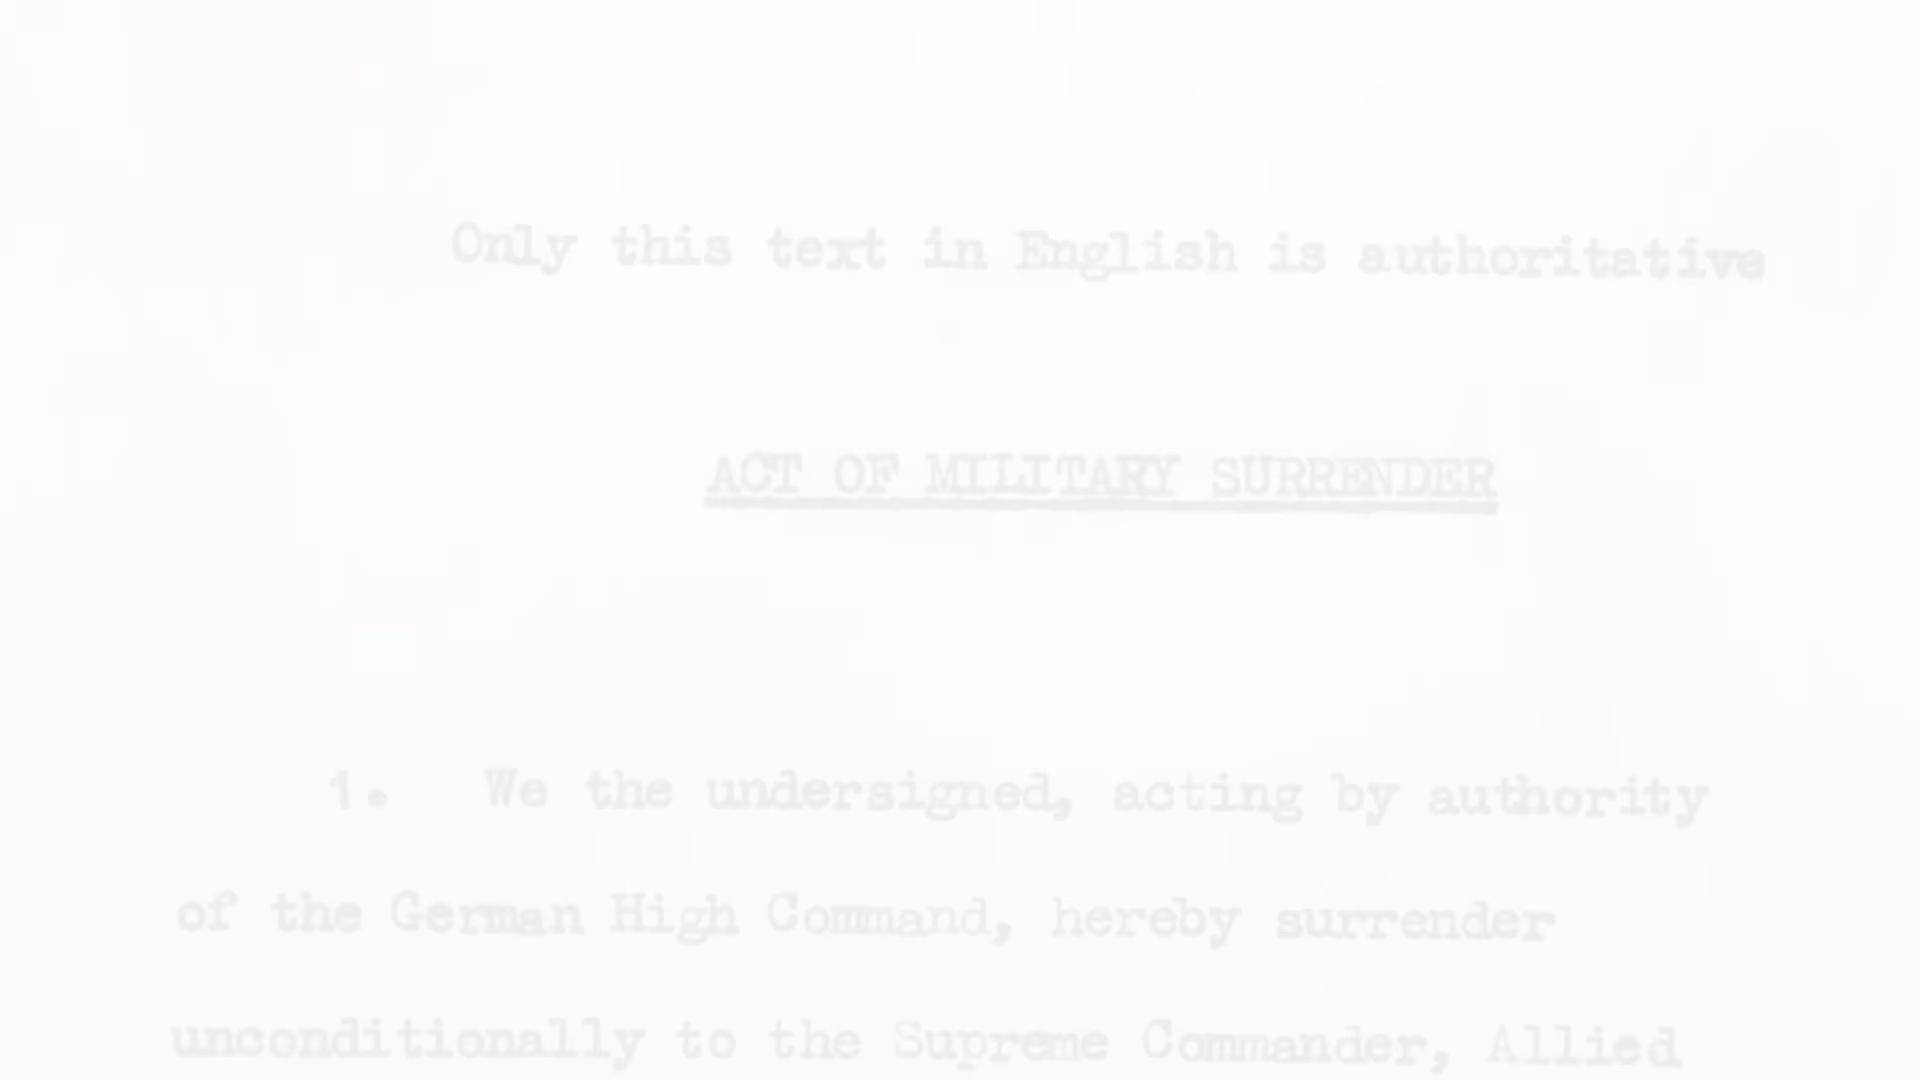 Only this text in English is authoritative
ACT OF MILITARY SURRENDER
1. We the undersigned, acting by authority
of the German High Command, hereby surrender
unconditionally to the Supreme Commander, Allied